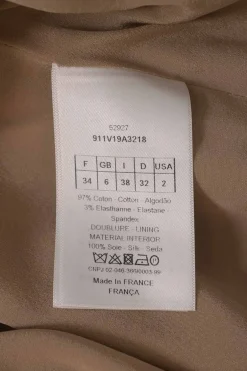 52927
911V19A3218
F GB I D USA
34 6 38 32 2
97% Coton - Cotton - Algodão
3% Elasthanne - Elastane
Spandex
DOUBLURE - LINING
MATERIAL INTERIOR
100% Soie - Silk - Seda
Made in FRANCE
FRANÇA